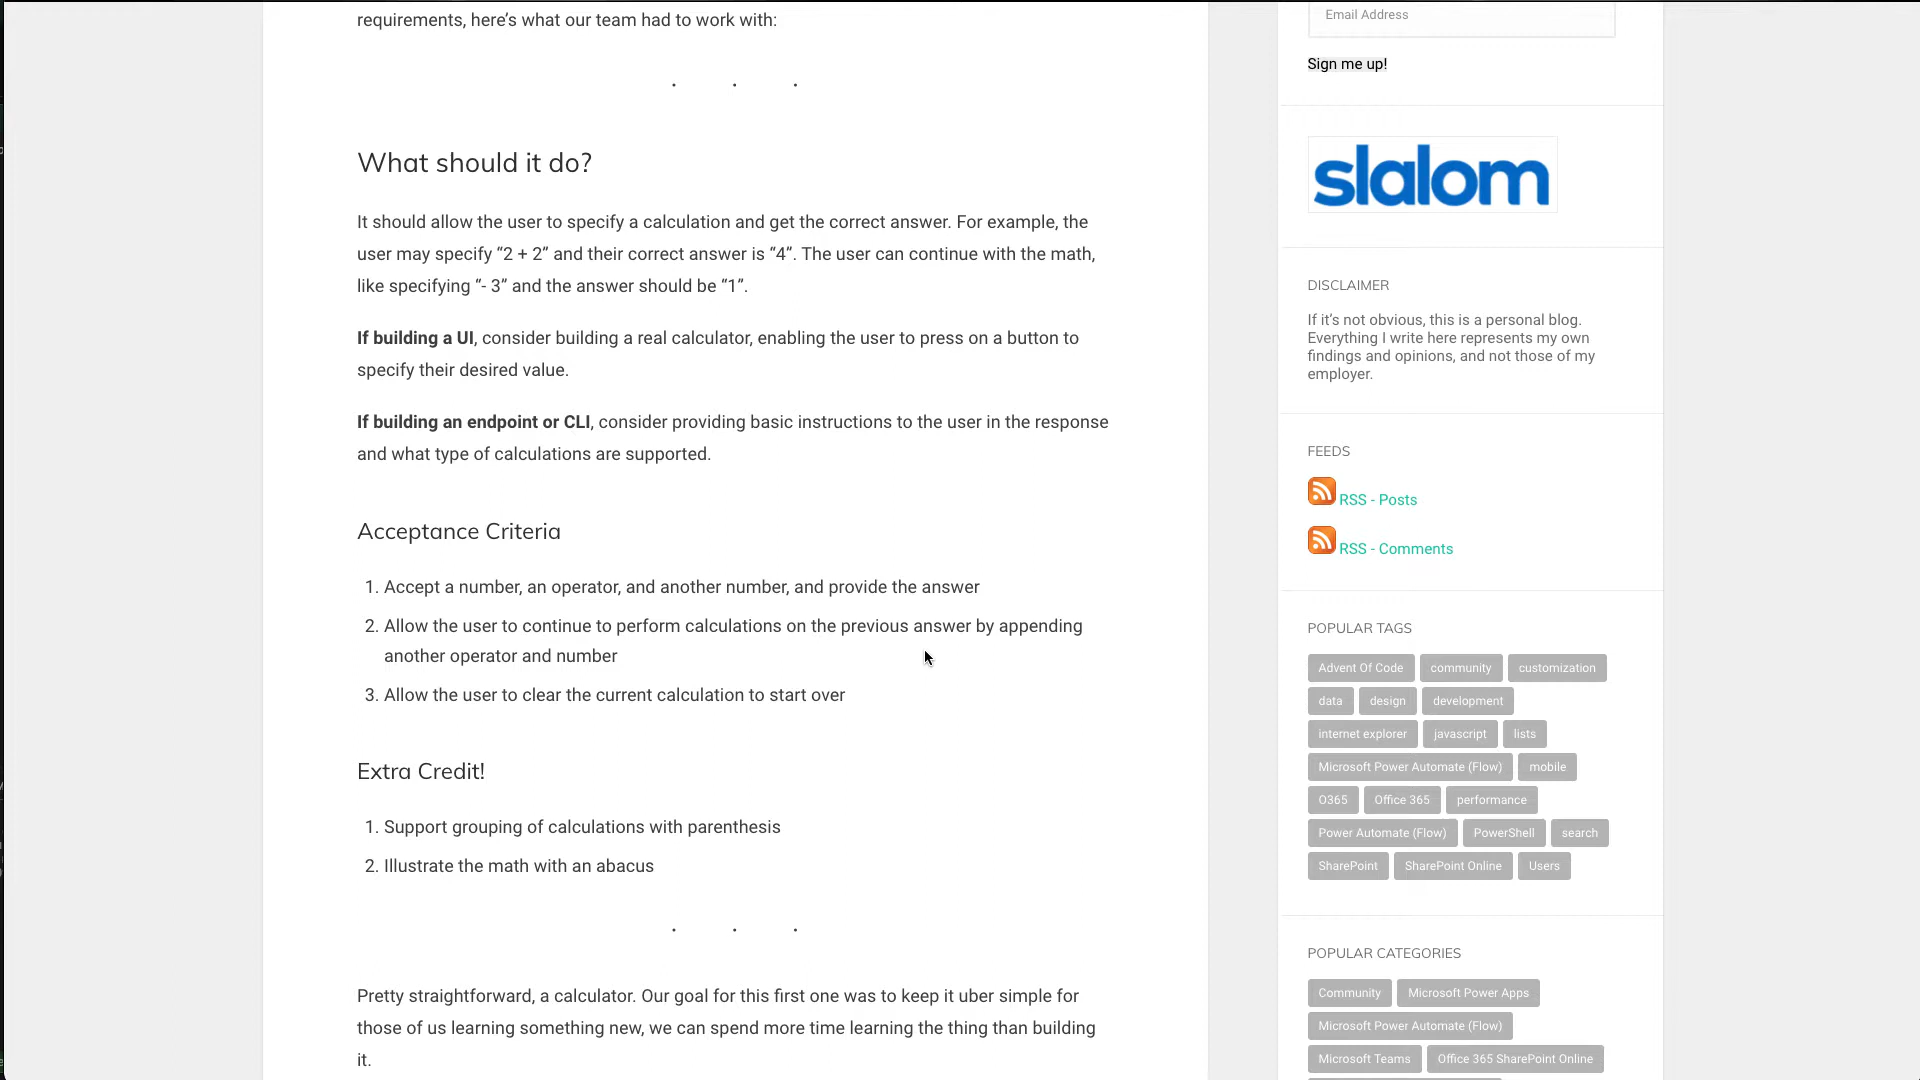 requirements, here’s what our team had to work with:
. . .
What should it do?
It should allow the user to specify a calculation and get the correct answer. For example, the
user may specify “2 + 2” and their correct answer is “4”. The user can continue with the math,
like specifying “- 3” and the answer should be “1”.
If building a UI, consider building a real calculator, enabling the user to press on a button to
specify their desired value.
If building an endpoint or CLI, consider providing basic instructions to the user in the response
and what type of calculations are supported.
Acceptance Criteria
1. Accept a number, an operator, and another number, and provide the answer
2. Allow the user to continue to perform calculations on the previous answer by appending
another operator and number
3. Allow the user to clear the current calculation to start over
Extra Credit!
1. Support grouping of calculations with parenthesis
2. Illustrate the math with an abacus
. . .
Pretty straightforward, a calculator. Our goal for this first one was to keep it uber simple for
those of us learning something new, we can spend more time learning the thing than building
it.
Email Address
Sign me up!
slalom
DISCLAIMER
If it’s not obvious, this is a personal blog.
Everything I write here represents my own
findings and opinions, and not those of my
employer.
FEEDS
RSS - Posts
RSS - Comments
POPULAR TAGS
Advent Of Code community customization
data design development
internet explorer javascript lists
Microsoft Power Automate (Flow) mobile
O365 Office 365 performance
Power Automate (Flow) PowerShell search
SharePoint SharePoint Online Users
POPULAR CATEGORIES
Community Microsoft Power Apps
Microsoft Power Automate (Flow)
Microsoft Teams Office 365 SharePoint Online